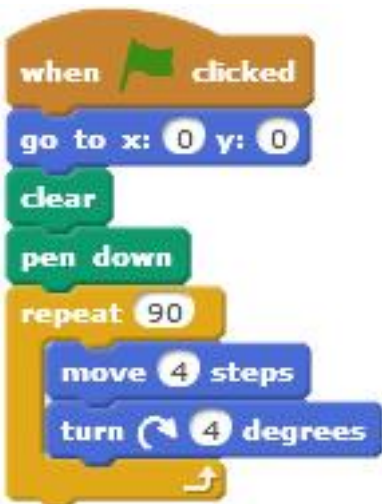 when clicked
go to x: 0 y: 0
clear
pen down
repeat 90
move 4 steps
turn 4 degrees